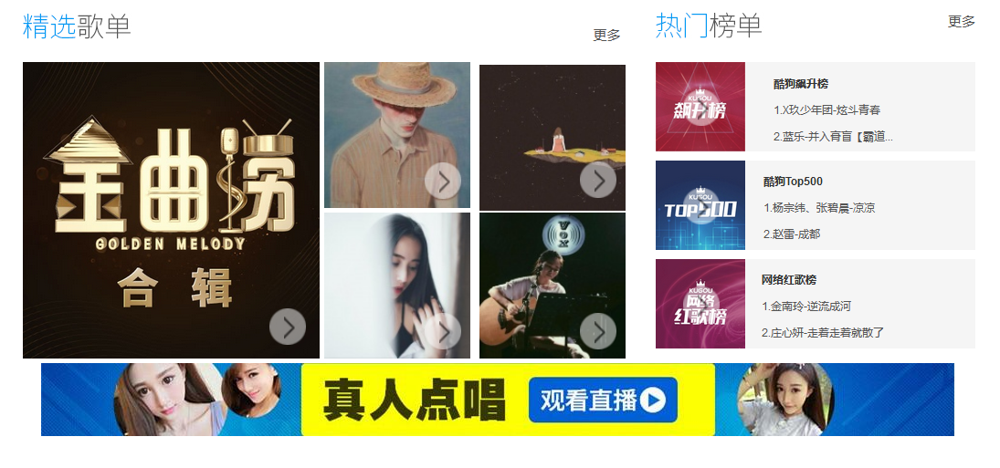 精选歌单
更多
金曲捞
GOLDEN MELODY
合辑
VOX
热门榜单
更多
KUGOU
飙升榜
酷狗飙升榜
1.X玖少年团-炫斗青春
2.蓝乐-并入育盲【霸道...
KUGOU
TOP500
酷狗Top500
1.杨宗纬、张碧晨-凉凉
2.赵雷-成都
KUGOU
网络
红歌榜
网络红歌榜
1.金南玲-逆流成河
2.庄心妍-走着走着就散了
真人点唱
观看直播